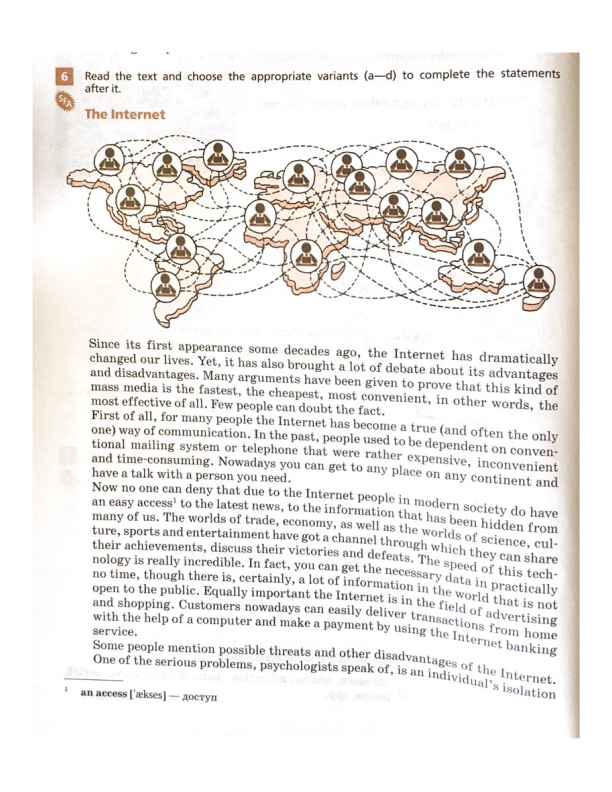 6 Read the text and choose the appropriate variants (a—d) to complete the statements
after it.
SFA
The Internet
Since its first appearance some decades ago, the Internet has dramatically
changed our lives. Yet, it has also brought a lot of debate about its advantages
and disadvantages. Many arguments have been given to prove that this kind of
mass media is the fastest, the cheapest, most convenient, in other words, the
most effective of all. Few people can doubt the fact.
First of all, for many people the Internet has become a true (and often the only
one) way of communication. In the past, people used to be dependent on conven-
tional mailing system or telephone that were rather expensive, inconvenient
and time-consuming. Nowadays you can get to any place on any continent and
have a talk with a person you need.
Now no one can deny that due to the Internet people in modern society do have
an easy access¹ to the latest news, to the information that has been hidden from
many of us. The worlds of trade, economy, as well as the worlds of science, cul-
ture, sports and entertainment have got a channel through which they can share
their achievements, discuss their victories and defeats. The speed of this tech-
nology is really incredible. In fact, you can get the necessary data in practically
no time, though there is, certainly, a lot of information in the world that is not
open to the public. Equally important the Internet is in the field of advertising
and shopping. Customers nowadays can easily deliver transactions from home
with the help of a computer and make a payment by using the Internet banking
service.
Some people mention possible threats and other disadvantages of the Internet.
One of the serious problems, psychologists speak of, is an individual's isolation
¹ an access [ˈækses] — доступ